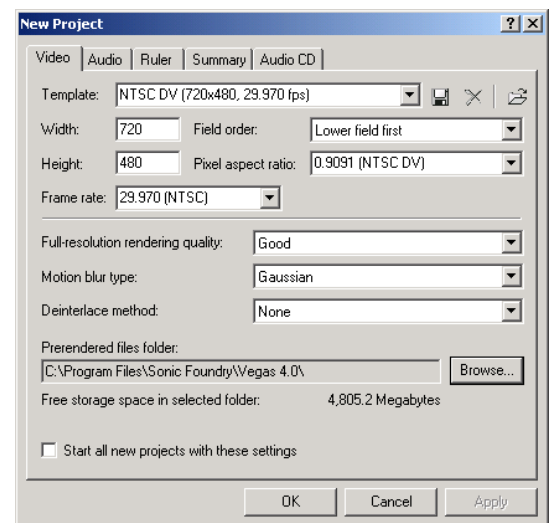 New Project
Video Audio Ruler Summary Audio CD
Template: NTSC DV (720x480, 29.970 fps)
Width: 720 Field order: Lower field first
Height: 480 Pixel aspect ratio: 0.9091 (NTSC DV)
Frame rate: 29.970 (NTSC)
Full-resolution rendering quality: Good
Motion blur type: Gaussian
Deinterlace method: None
Prerendered files folder:
C:\Program Files\Sonic Foundry\Vegas 4.0\ Browse...
Free storage space in selected folder: 4,805.2 Megabytes
Start all new projects with these settings
OK Cancel Apply